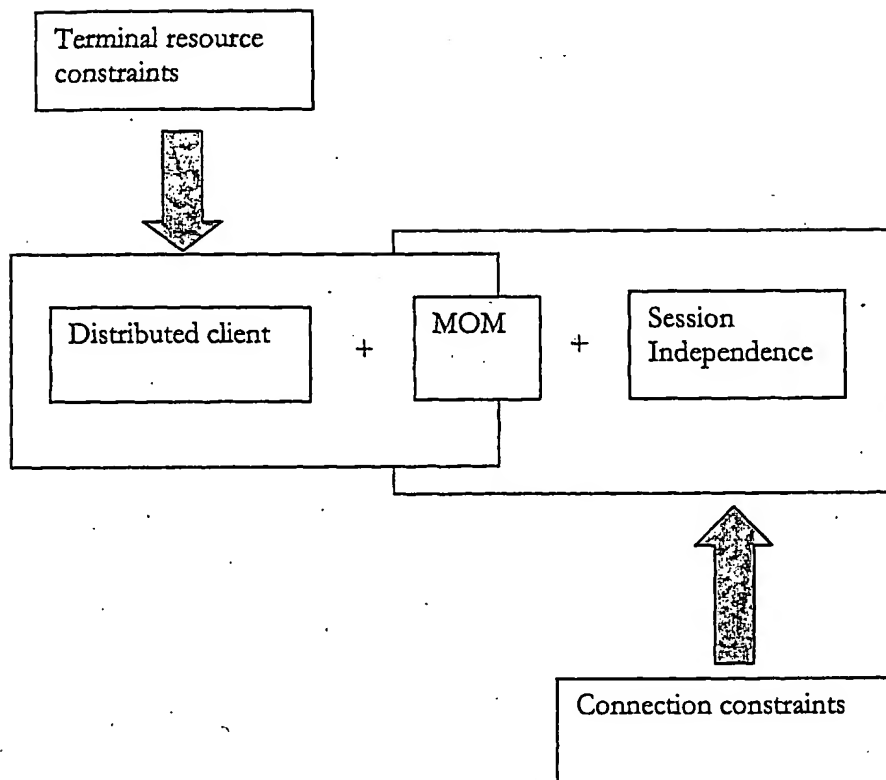 Terminal resource
constraints
Distributed client
+
MOM
+
Session
Independence
Connection constraints